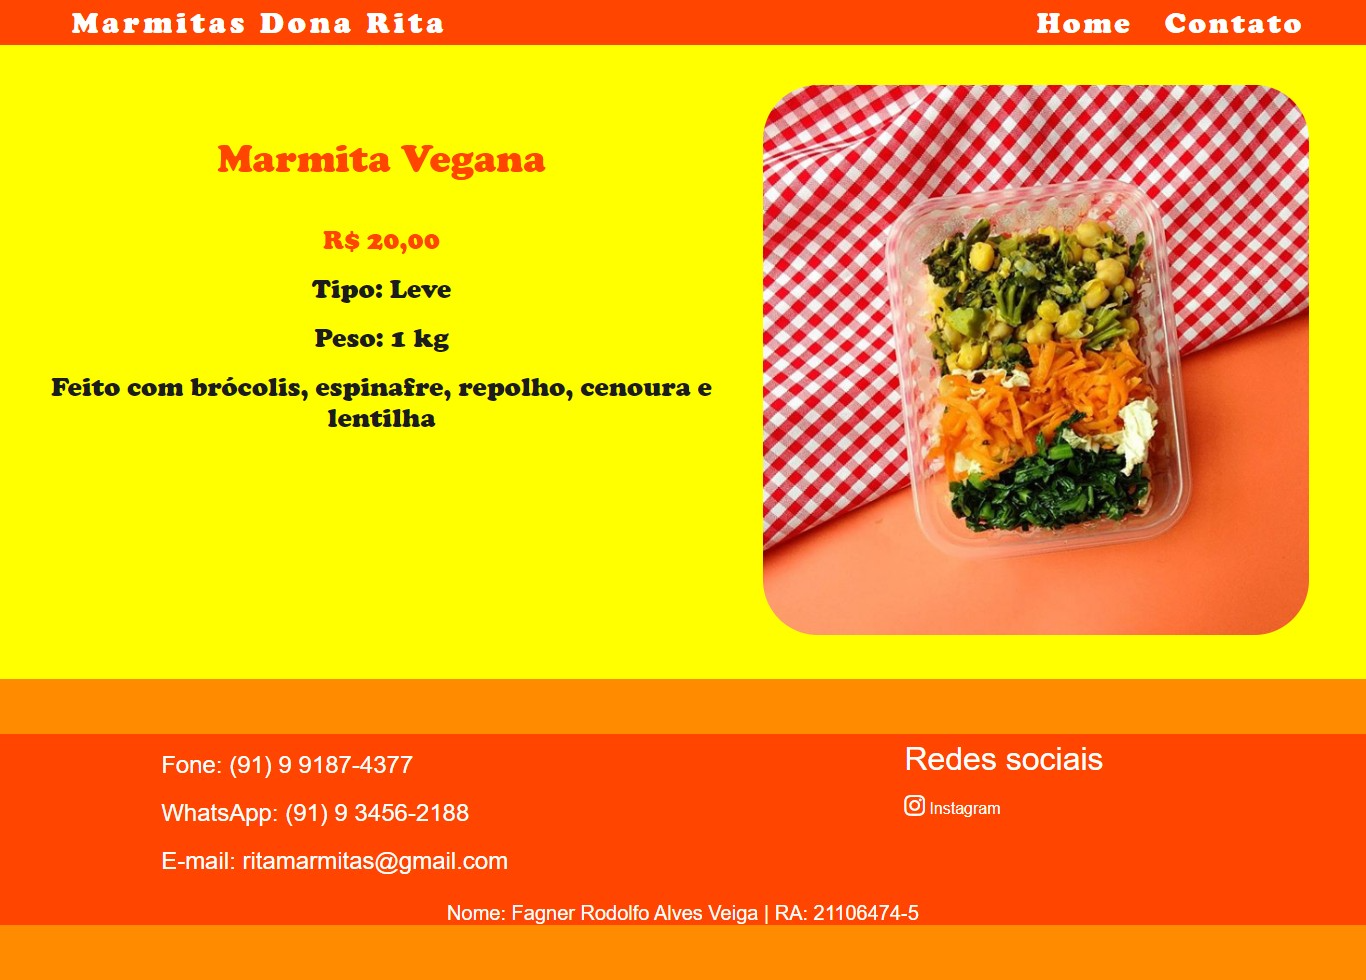 Marmitas Dona Rita
Home Contato
Marmita Vegana
R$ 20,00
Tipo: Leve
Peso: 1 kg
Feito com brócolis, espinafre, repolho, cenoura e
lentilha
Fone: (91) 9 9187-4377
WhatsApp: (91) 9 3456-2188
E-mail: ritamarmitas@gmail.com
Redes sociais
Instagram
Nome: Fagner Rodolfo Alves Veiga | RA: 21106474-5